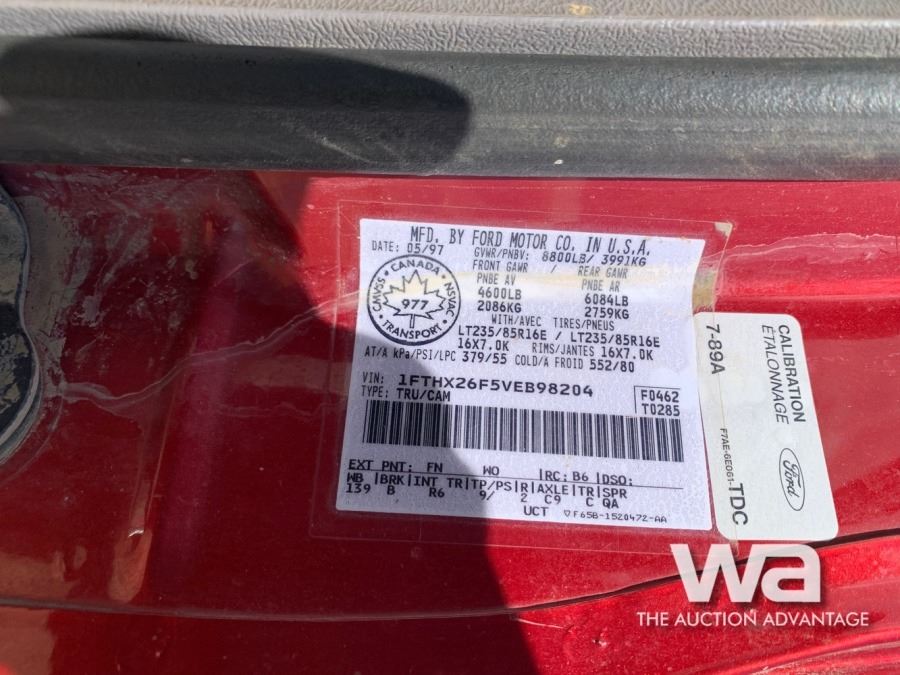 MFD. BY FORD MOTOR CO. IN U.S.A.
DATE: 05/97 GVWR/PNBV: 8800LB/ 3991KG
FRONT GAWR / REAR GAWR
PNBE AV PNBE AR
4600LB 6084LB
2086KG 2759KG
WITH/AVEC TIRES/PNEUS
LT235/85R16E / LT235/85R16E
16X7.0K RIMS/JANTES 16X7.0K
AT/A kPa/PSI/LPC 379/55 COLD/A FROID 552/80
CANADA
NSVAC
TRANSPORT
977
VIN: 1FTHX26F5VEB98204
TYPE: TRU/CAM
F0462
T0285
EXT PNT: FN WO |RC: B6 |DSO:
WB |BRK|INT TR|TP/PS|R|AXLE|TR|SPR
139 B R6 9/ 2 C9 C QA
UCT ▽F65B-1520472-AA
CALIBRATION
ÉTALONNAGE
7-89A
Ford
F7AE-6E061-TDC
wa
THE AUCTION ADVANTAGE